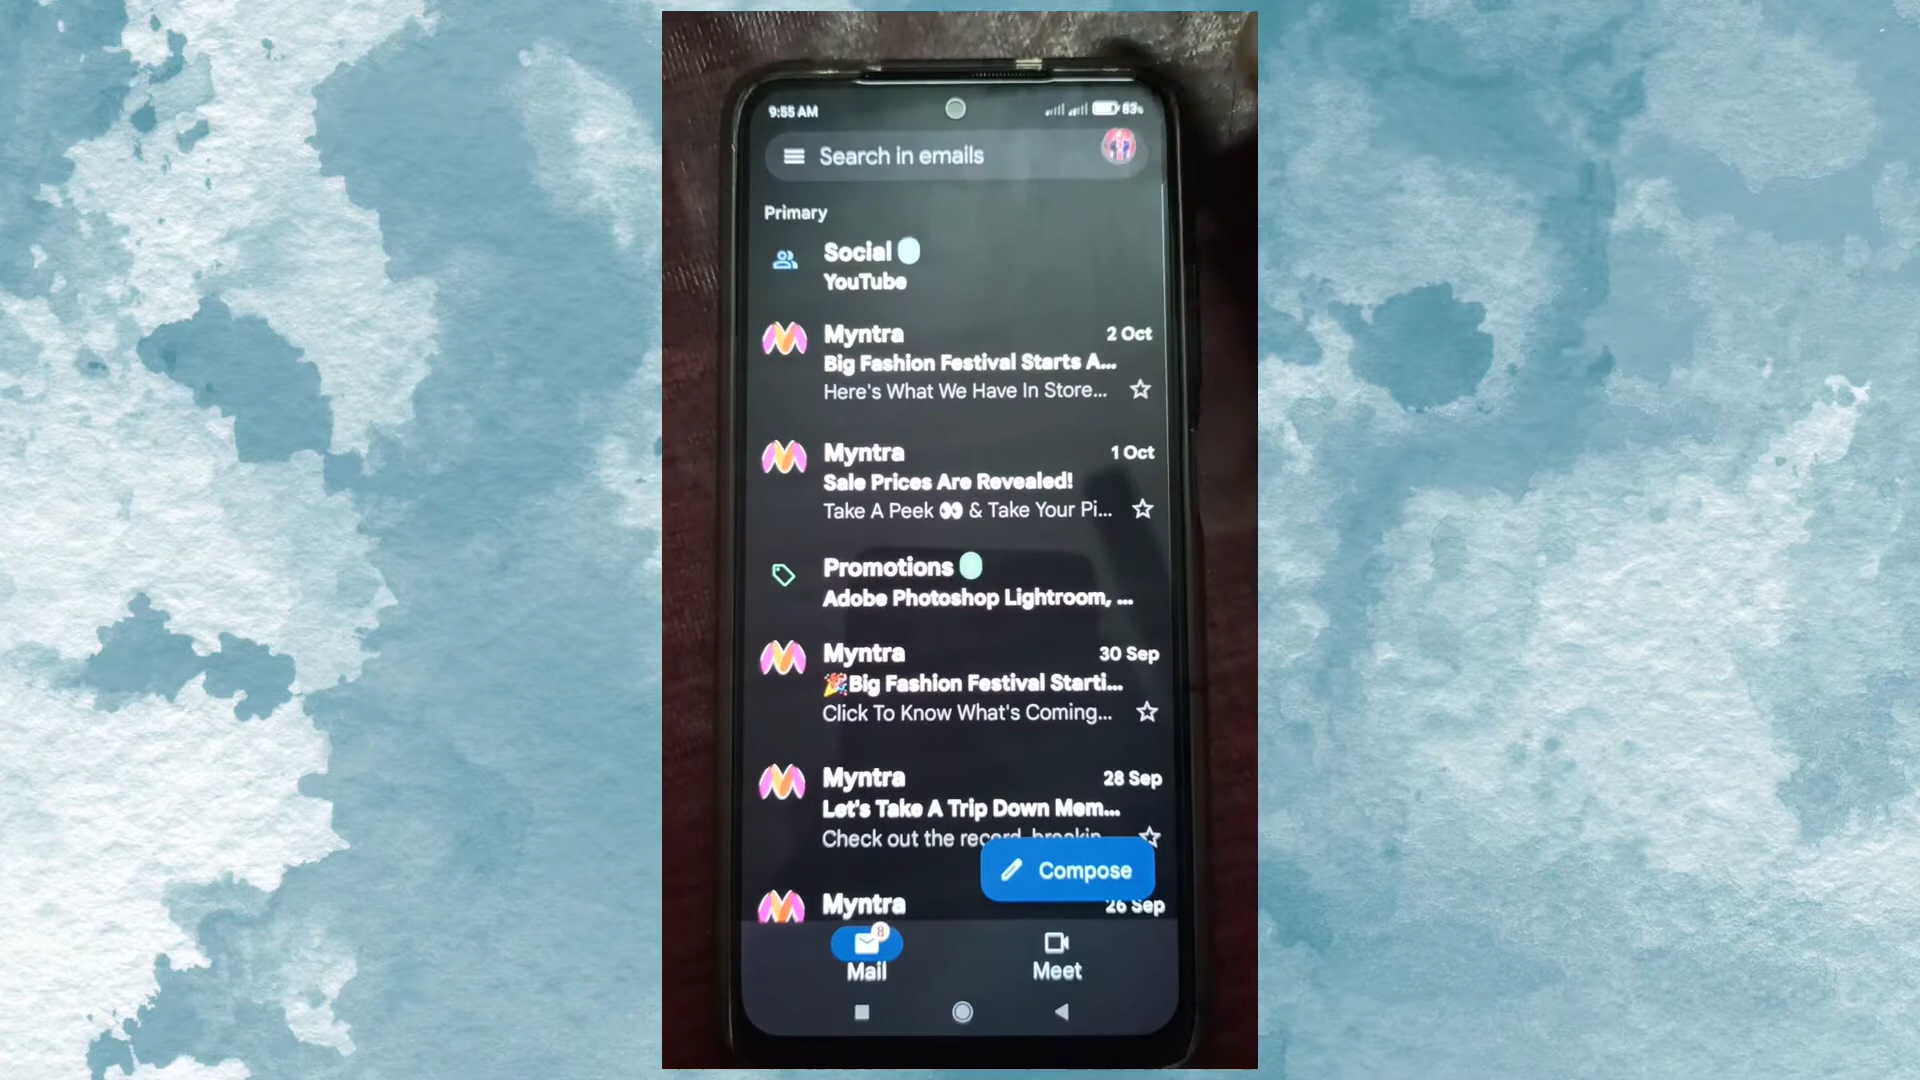 9:55 AM
83%
Search in emails
Primary
Social
YouTube
Myntra
2 Oct
Big Fashion Festival Starts A...
Here's What We Have In Store...
Myntra
1 Oct
Sale Prices Are Revealed!
Take A Peek 👀 & Take Your Pi...
Promotions
Adobe Photoshop Lightroom, ...
Myntra
30 Sep
🎉Big Fashion Festival Starti...
Click To Know What's Coming...
Myntra
28 Sep
Let's Take A Trip Down Mem...
Check out the record-breakin
Compose
Myntra
26 Sep
8
Mail
Meet